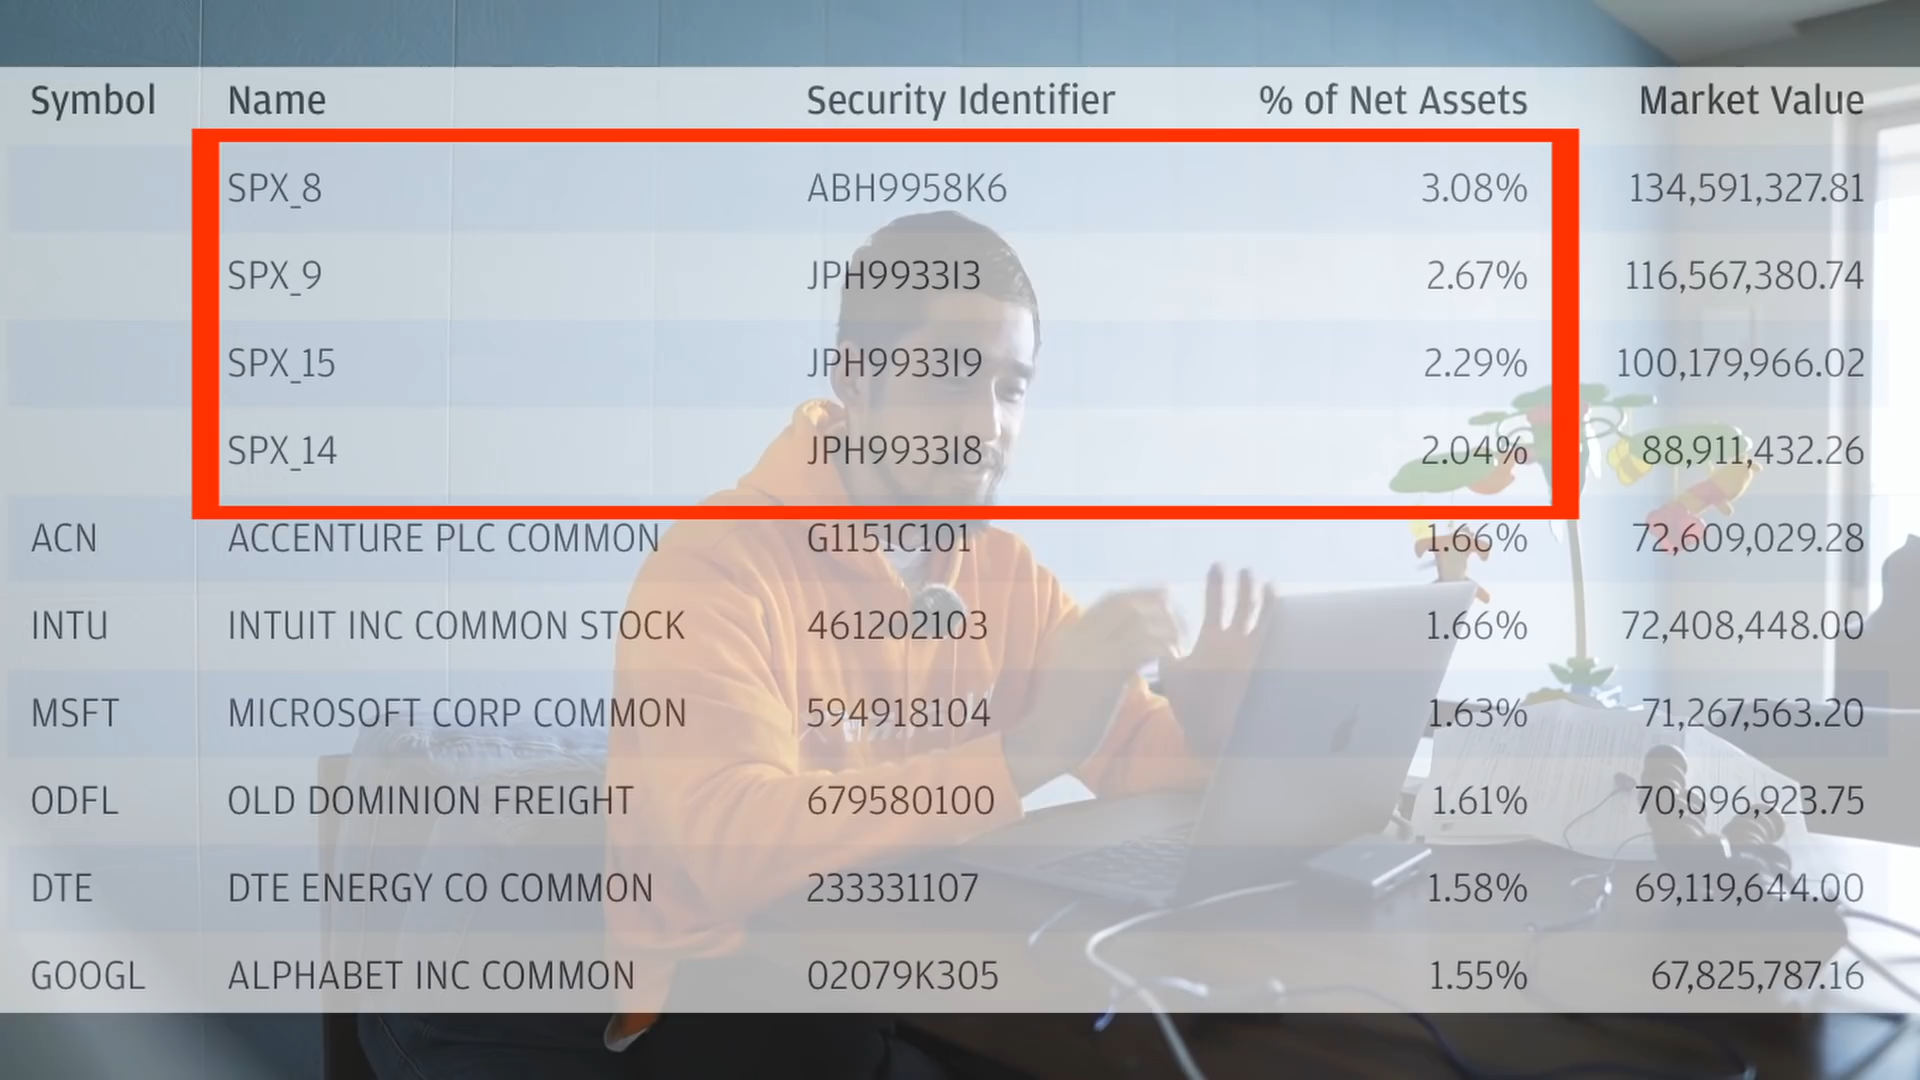 Symbol Name Security Identifier % of Net Assets Market Value
SPX_8 ABH9958K6 3.08% 134,591,327.81
SPX_9 JPH9933I3 2.67% 116,567,380.74
SPX_15 JPH9933I9 2.29% 100,179,966.02
SPX_14 JPH9933I8 2.04% 88,911,432.26
ACN ACCENTURE PLC COMMON G1151C101 1.66% 72,609,029.28
INTU INTUIT INC COMMON STOCK 461202103 1.66% 72,408,448.00
MSFT MICROSOFT CORP COMMON 594918104 1.63% 71,267,563.20
ODFL OLD DOMINION FREIGHT 679580100 1.61% 70,096,923.75
DTE DTE ENERGY CO COMMON 233331107 1.58% 69,119,644.00
GOOGL ALPHABET INC COMMON 02079K305 1.55% 67,825,787.16